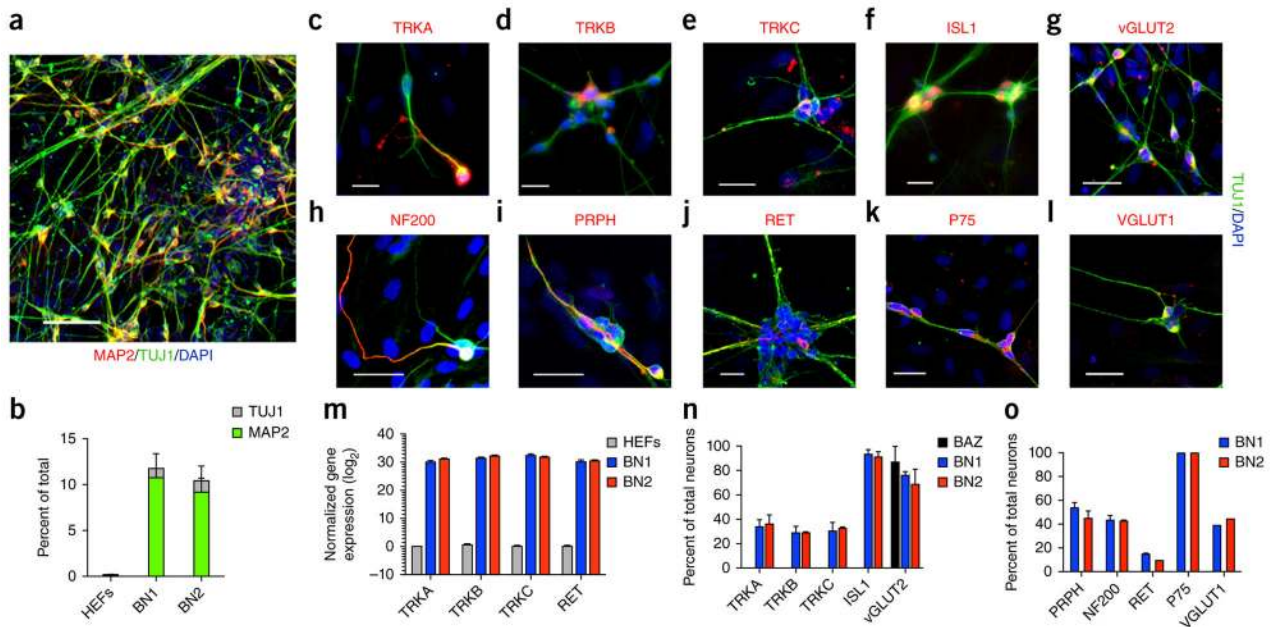 a
MAP2/TUJ1/DAPI
c
TRKA
d
TRKB
e
TRKC
f
ISL1
g
vGLUT2
h
NF200
i
PRPH
j
RET
k
P75
l
VGLUT1
TUJ1/DAPI
b
TUJ1
MAP2
Percent of total
15
10
5
0
HEFs
BN1
BN2
m
Normalized gene
expression (log2)
40
30
20
10
0
–10
TRKA
TRKB
TRKC
RET
HEFs
BN1
BN2
n
Percent of total neurons
100
80
60
40
20
0
TRKA
TRKB
TRKC
ISL1
vGLUT2
BAZ
BN1
BN2
o
Percent of total neurons
100
80
60
40
20
0
PRPH
NF200
RET
P75
VGLUT1
BN1
BN2